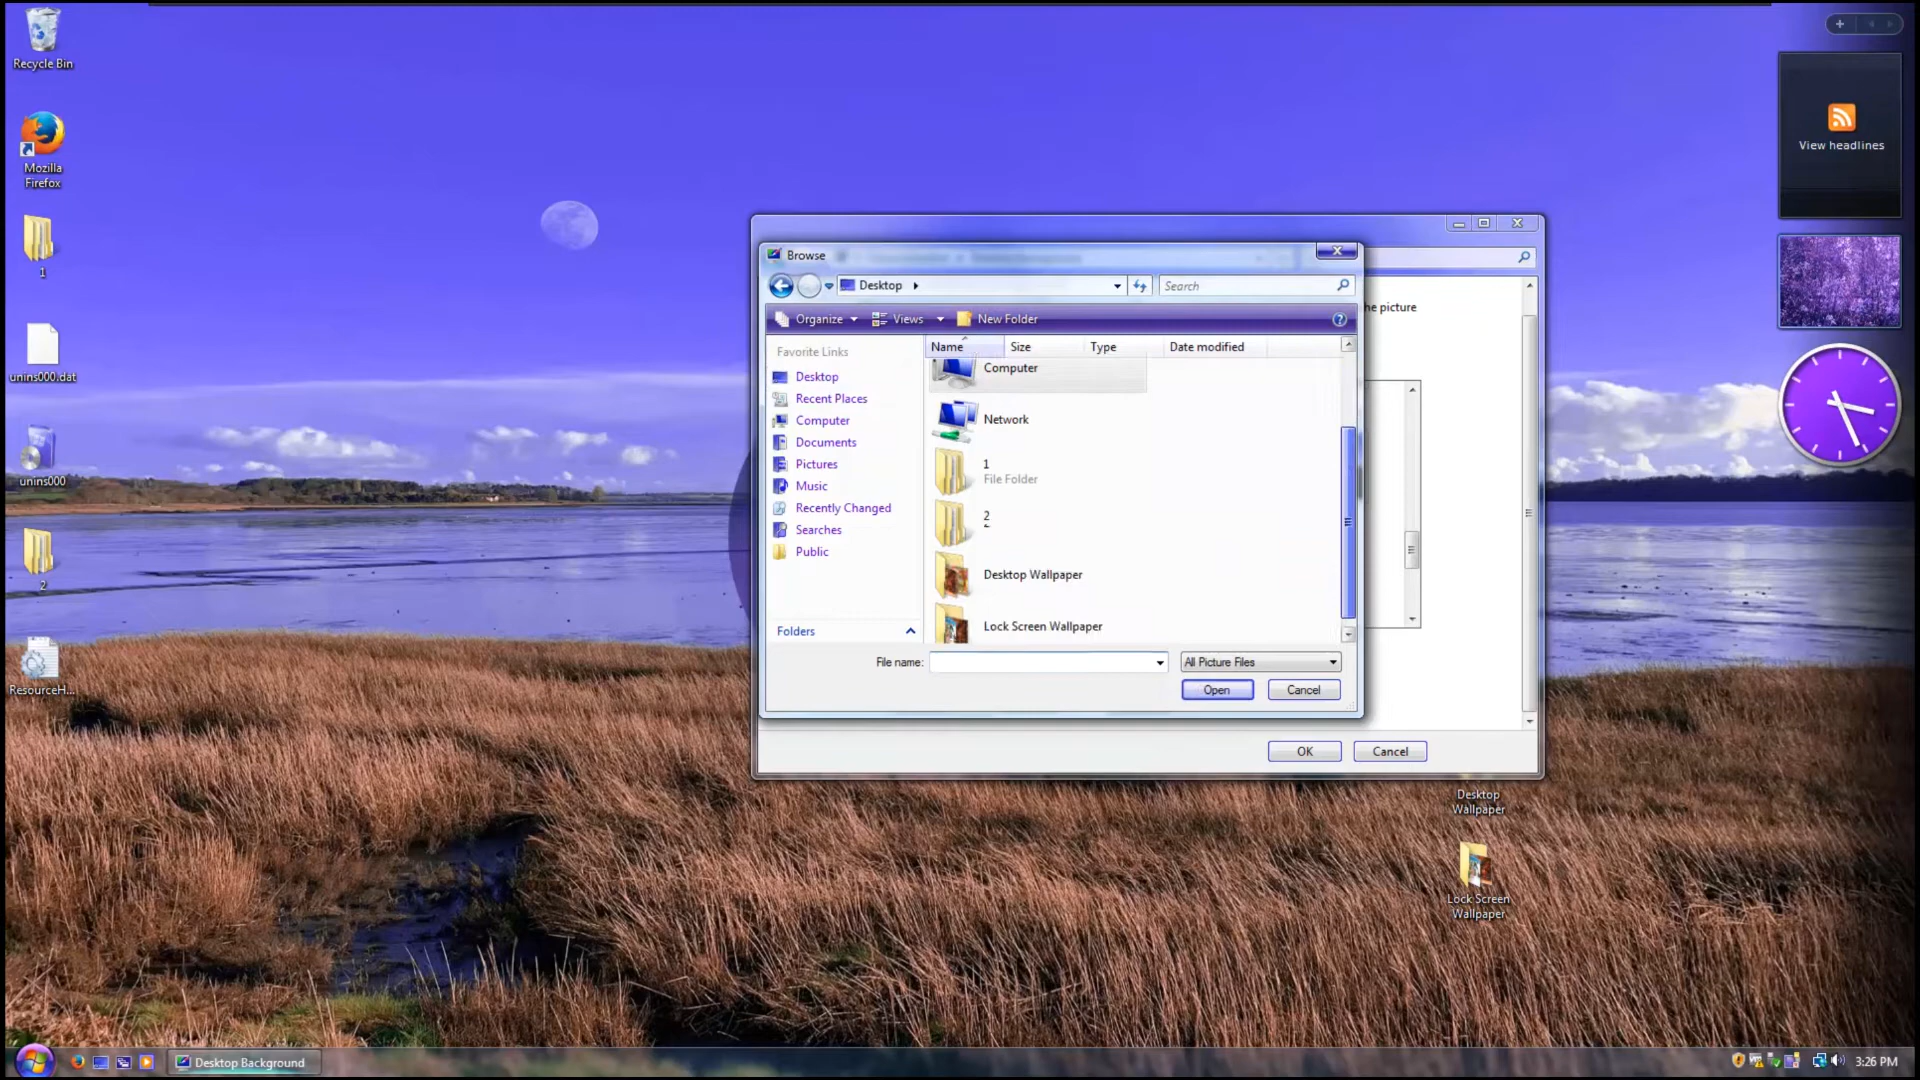 Recycle Bin
Mozilla
Firefox
1
unins000.dat
unins000
2
ResourceH...
View headlines
Browse
Desktop
Search
Organize
Views
New Folder
he picture
Favorite Links
Desktop
Recent Places
Computer
Documents
Pictures
Music
Recently Changed
Searches
Public
Folders
Name
Size
Type
Date modified
Computer
Network
1
File Folder
2
Desktop Wallpaper
Lock Screen Wallpaper
File name:
All Picture Files
Open
Cancel
OK
Cancel
Desktop
Wallpaper
Lock Screen
Wallpaper
Desktop Background
3:26 PM